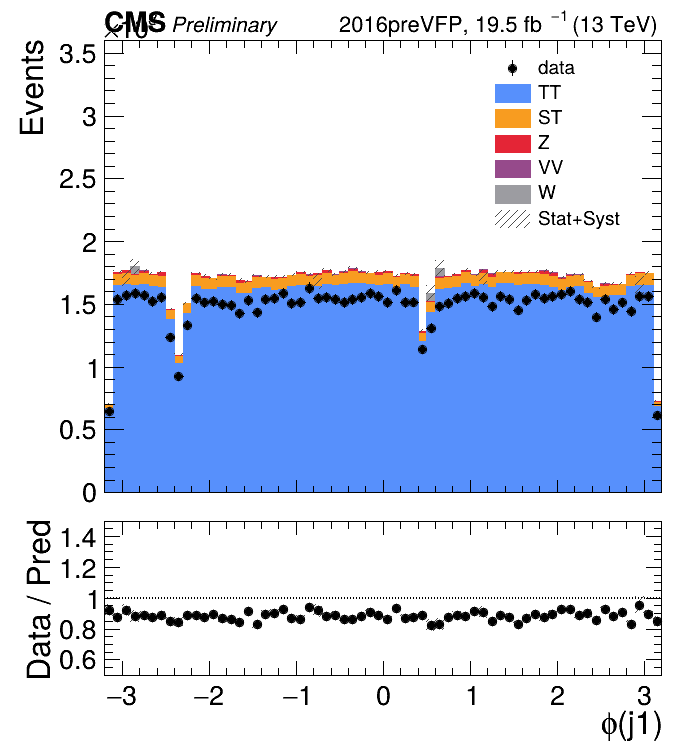 CMS Preliminary 2016preVFP, 19.5 fb ⁻¹ (13 TeV)
Events
3.5
3
2.5
2
1.5
1
0.5
0
data
TT
ST
Z
VV
W
Stat+Syst
Data / Pred
1.4
1.2
1
0.8
0.6
−3 −2 −1 0 1 2 3
ϕ(j1)